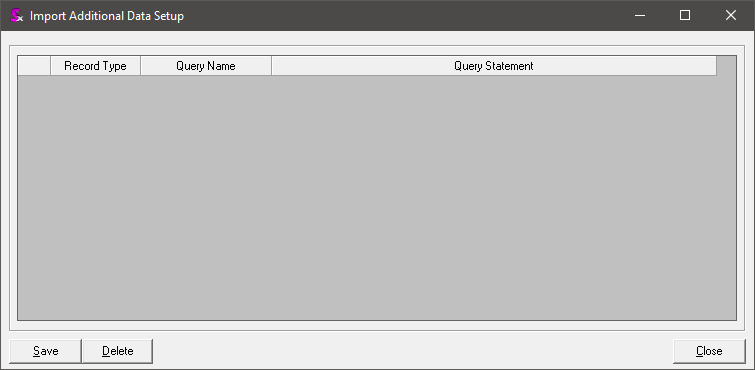 Import Additional Data Setup
Record Type Query Name Query Statement
Save Delete Close